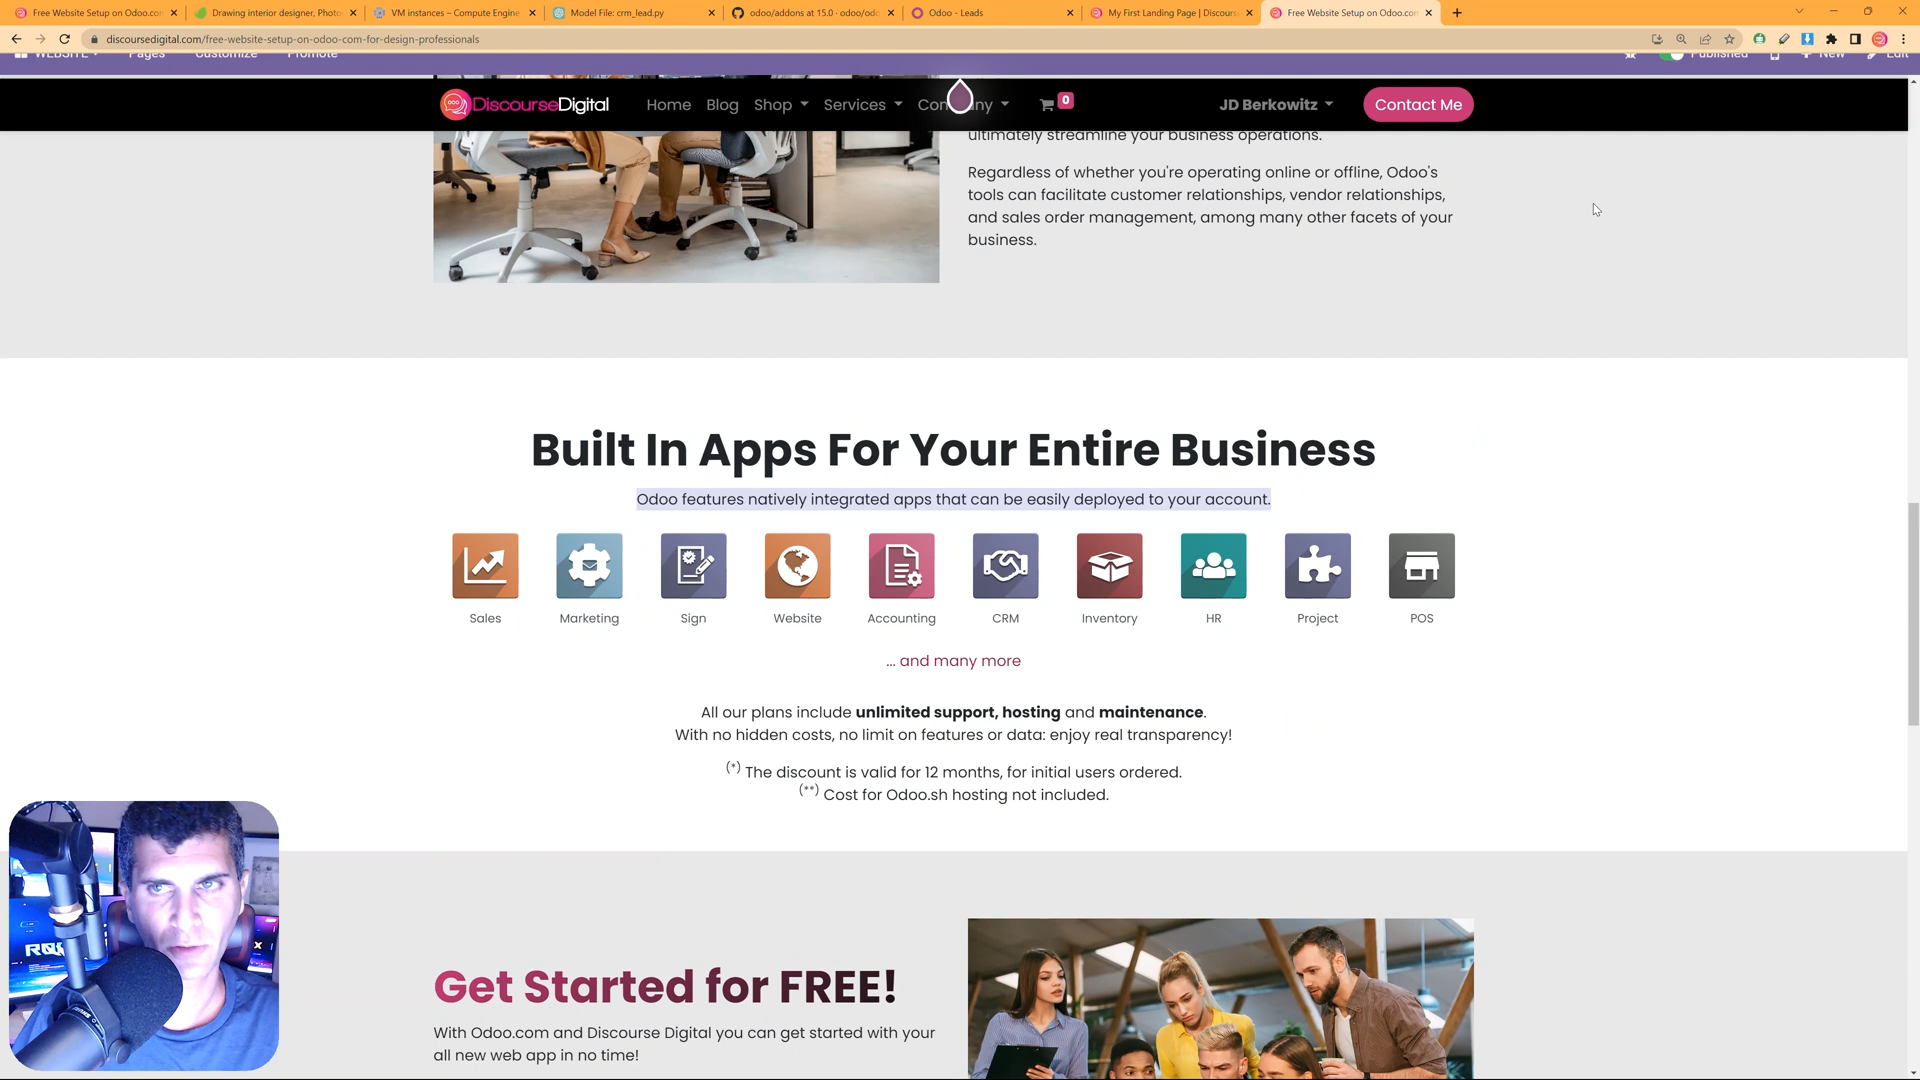 Free Website Setup on Odoo.com
Drawing interior designer, Photo
VM instances – Compute Engine
Model File: crm_lead.py
odoo/addons at 15.0 · odoo/odo
Odoo - Leads
My First Landing Page | Discours
Free Website Setup on Odoo.com
discoursedigital.com/free-website-setup-on-odoo-com-for-design-professionals
WEBSITE
Pages
Customize
Promote
Published
New
Edit
DiscourseDigital
Home
Blog
Shop
Services
0
JD Berkowitz
Contact Me
ultimately streamline your business operations.
Regardless of whether you're operating online or offline, Odoo's
tools can facilitate customer relationships, vendor relationships,
and sales order management, among many other facets of your
business.
Built In Apps For Your Entire Business
Odoo features natively integrated apps that can be easily deployed to your account.
Sales
Marketing
Sign
Website
Accounting
CRM
Inventory
HR
Project
POS
... and many more
All our plans include unlimited support, hosting and maintenance.
With no hidden costs, no limit on features or data: enjoy real transparency!
(*) The discount is valid for 12 months, for initial users ordered.
(**) Cost for Odoo.sh hosting not included.
Get Started for FREE!
With Odoo.com and Discourse Digital you can get started with your
all new web app in no time!